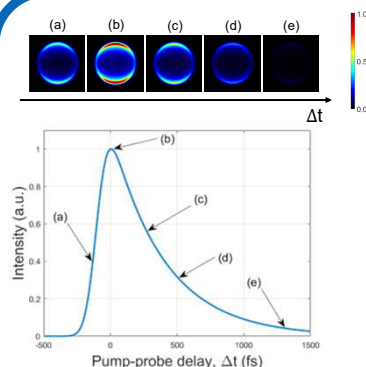 (a) (b) (c) (d) (e)
1.0
0.5
0.0
Δt
(b)
(c)
(a)
(d)
(e)
Intensity (a.u.)
1
0.8
0.6
0.4
0.2
0
-500 0 500 1000 1500
Pump-probe delay, Δt (fs)